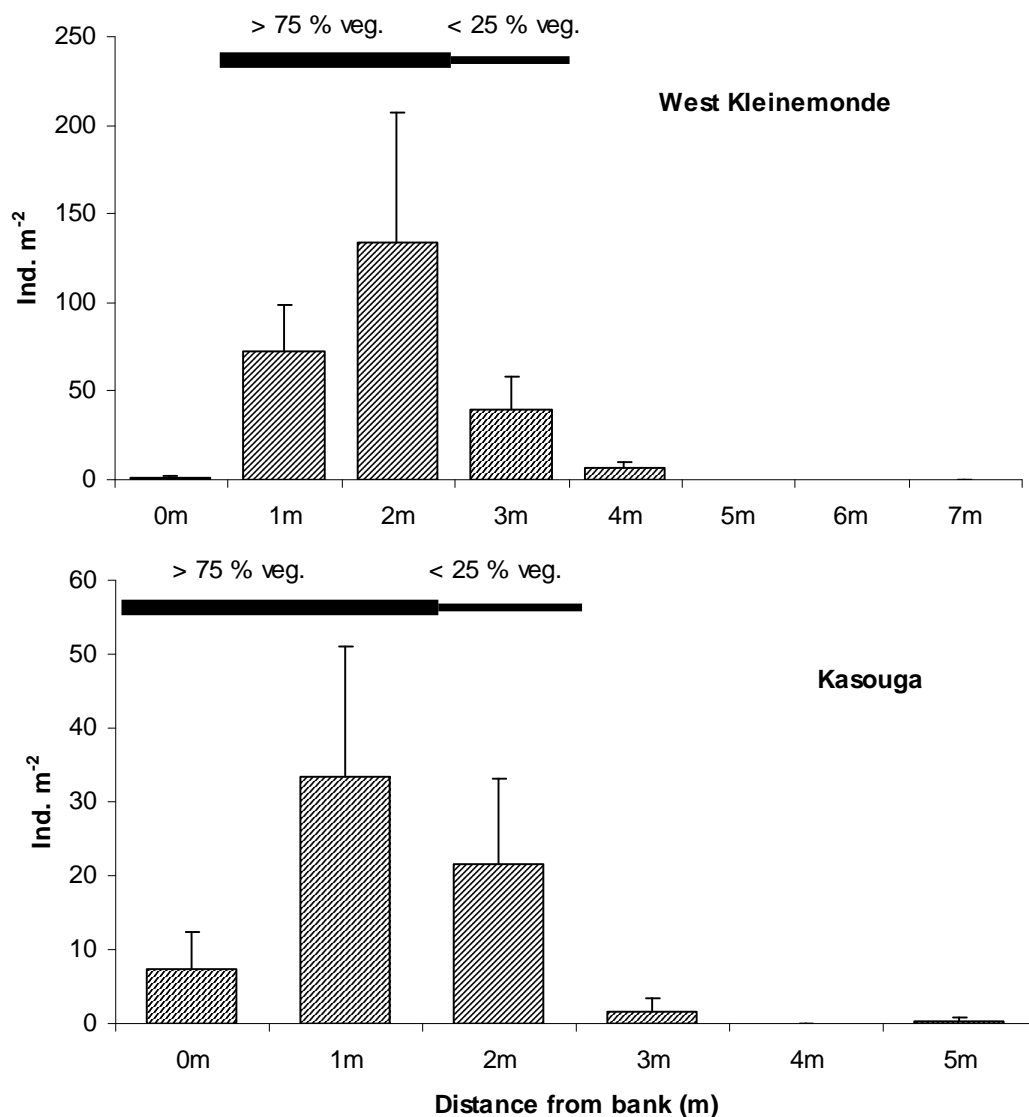 > 75 % veg. < 25 % veg.
250
West Kleinemonde
200
150
Ind. m-2
100
50
0
0m 1m 2m 3m 4m 5m 6m 7m
> 75 % veg. < 25 % veg.
60
50
Kasouga
40
Ind. m-2
30
20
10
0
0m 1m 2m 3m 4m 5m
Distance from bank (m)